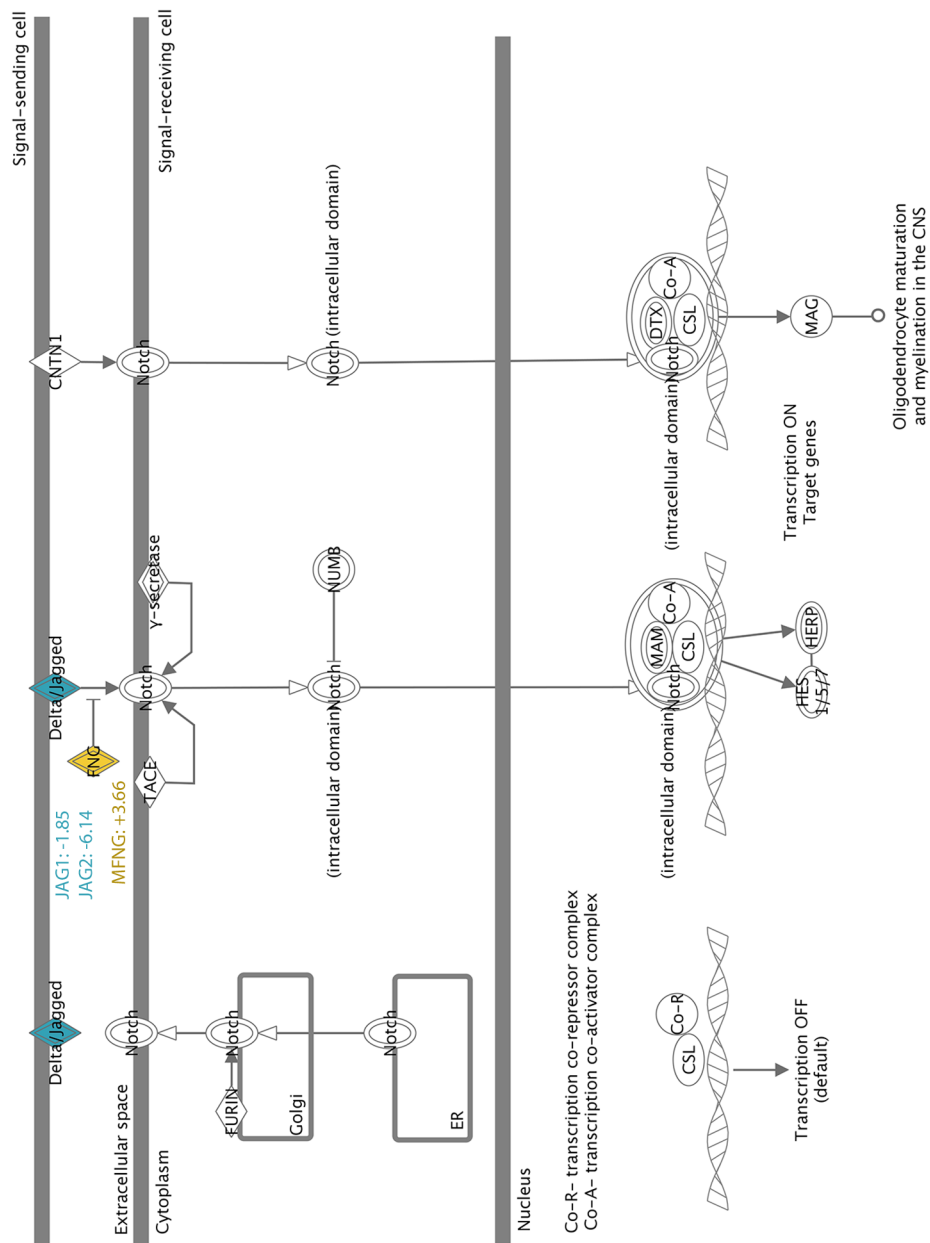 Signal-sending cell
Signal-receiving cell
Extracellular space
Cytoplasm
Delta/Jagged
Notch
FURIN
Notch
Golgi
Notch
ER
JAG1: -1.85
JAG2: -6.14
MFNG: +3.66
Delta/Jagged
FNG
TACE
Notch
Y-secretase
Notch
(intracellular domain)
NUMB
CNTN1
Notch
Notch (intracellular domain)
Nucleus
Co-R- transcription co-repressor complex
Co-A- transcription co-activator complex
CSL
Co-R
Transcription OFF
(default)
Notch
(intracellular domain)
MAM
CSL
Co-A
HES
1/5/7
HERP
Notch
(intracellular domain)
DTX
CSL
Co-A
Transcription ON
Target genes
MAG
Oligodendrocyte maturation
and myelination in the CNS